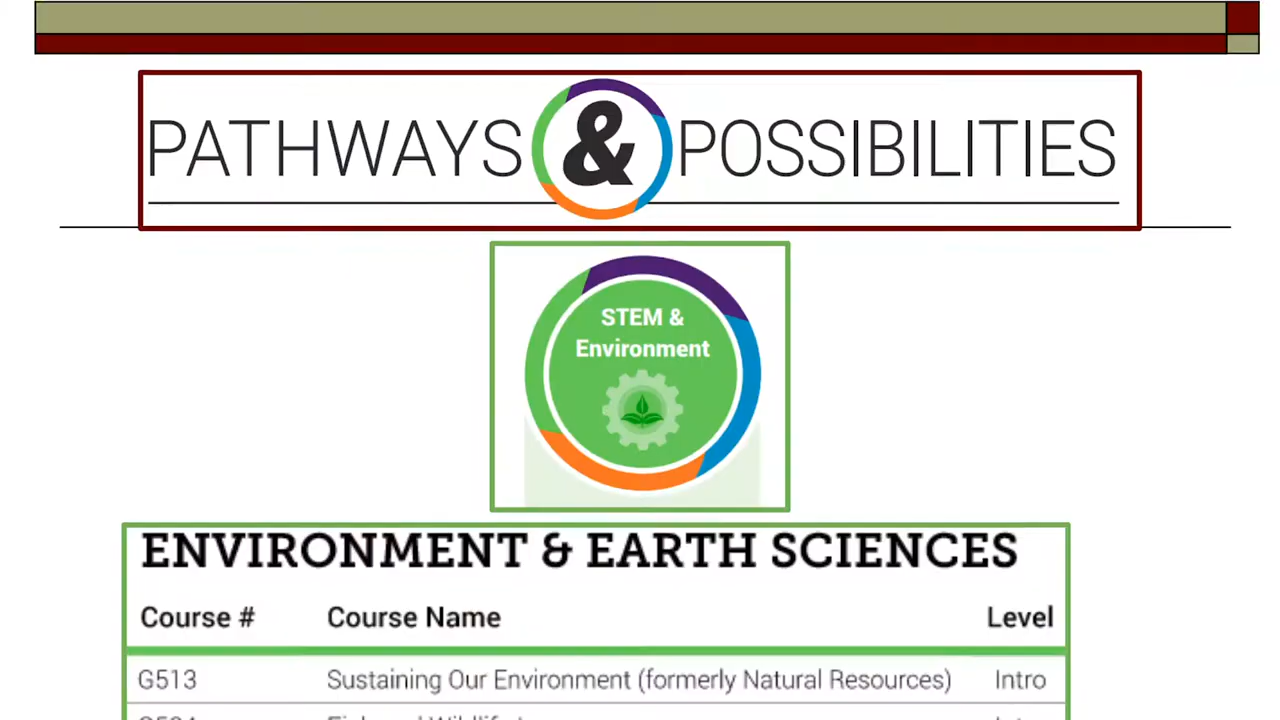 PATHWAYS & POSSIBILITIES
STEM &
Environment
ENVIRONMENT & EARTH SCIENCES
Course # Course Name Level
G513 Sustaining Our Environment (formerly Natural Resources) Intro